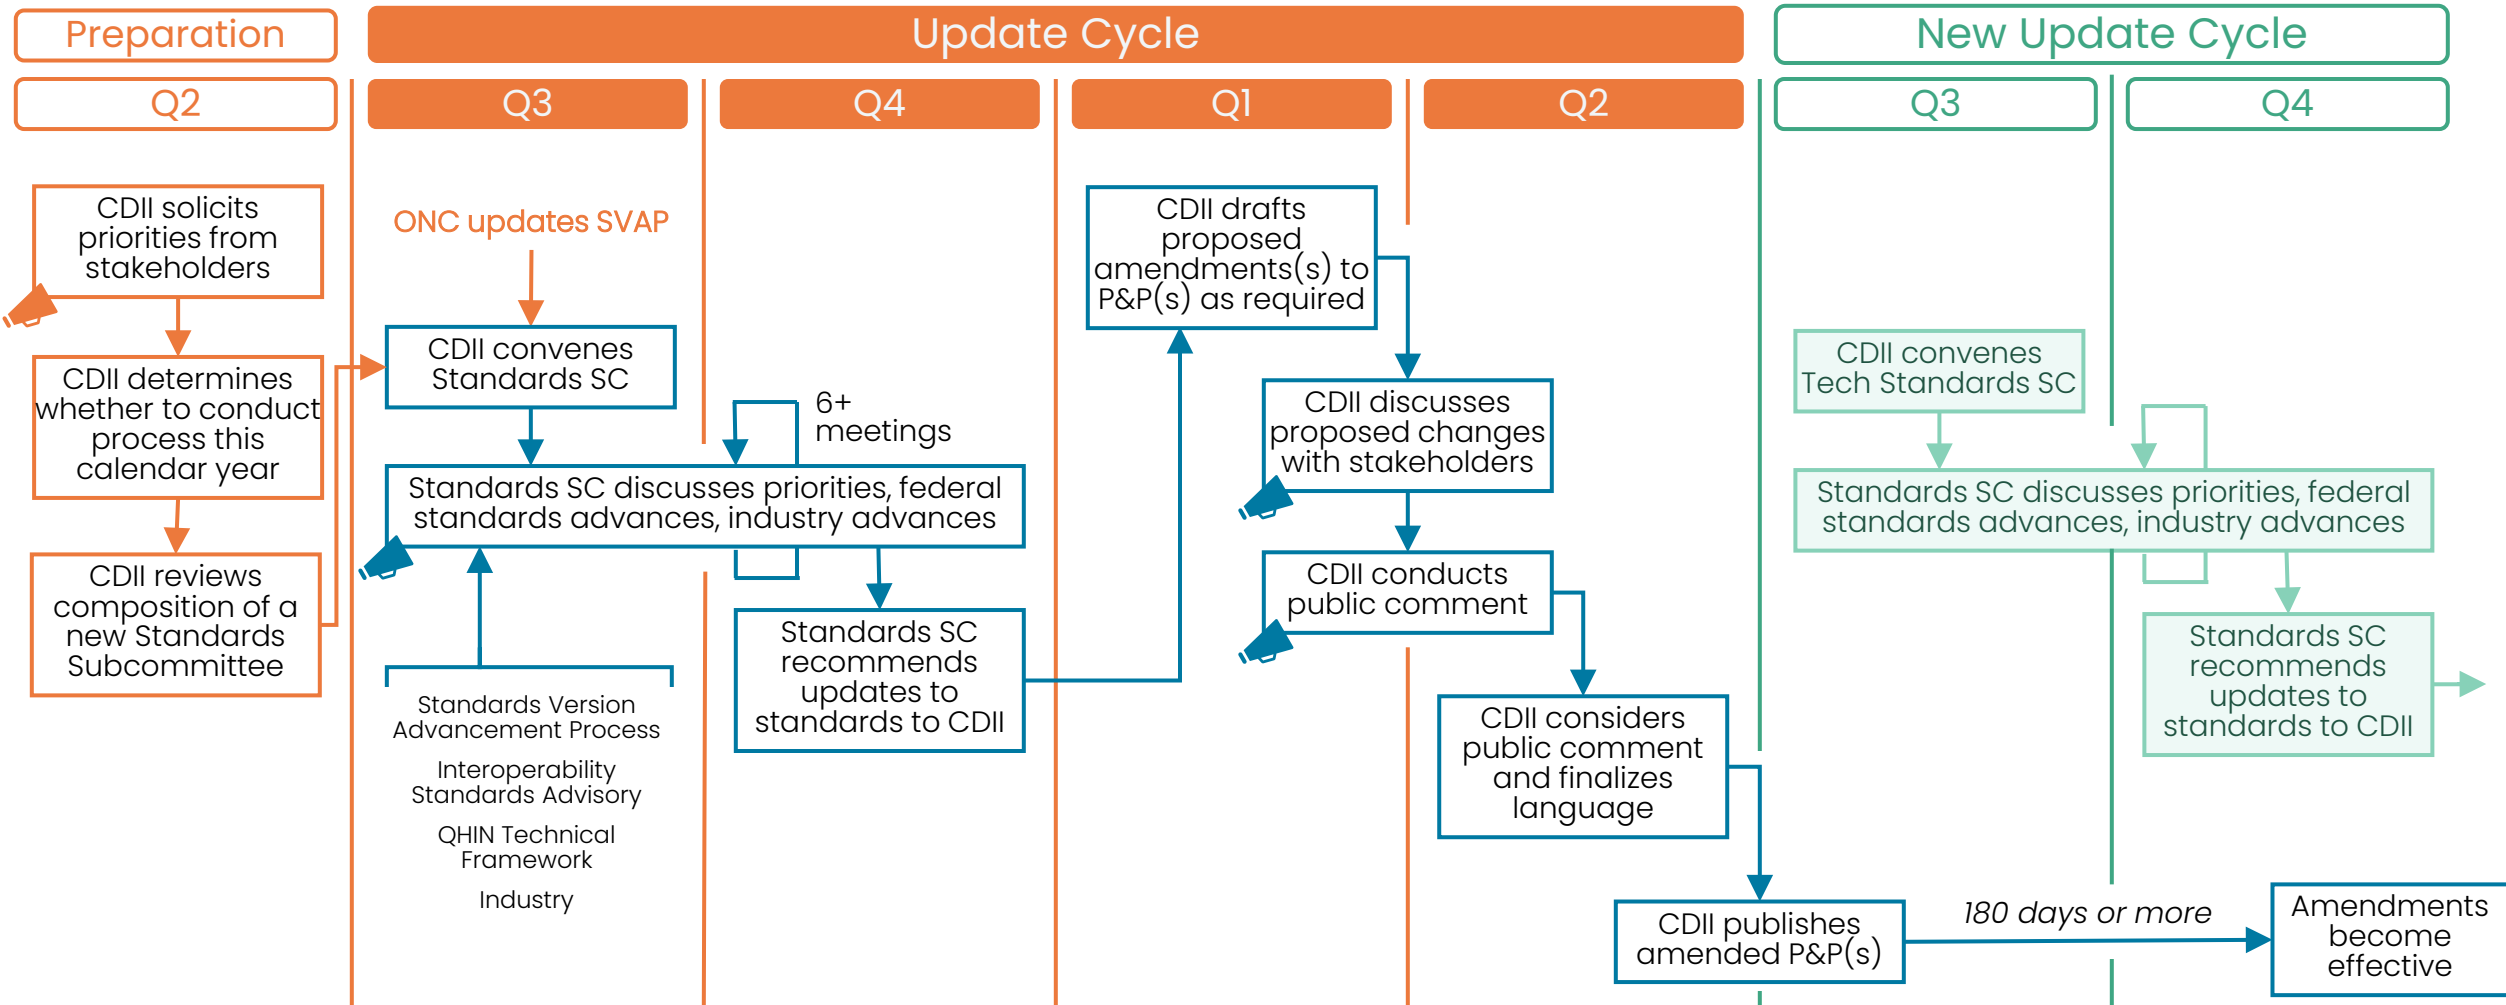 Preparation
Update Cycle
New Update Cycle
Q2
Q3
Q4
Q1
Q2
Q3
Q4
CDII solicits
priorities from
stakeholders
CDII determines
whether to conduct
process this
calendar year
CDII reviews
composition of a
new Standards
Subcommittee
ONC updates SVAP
CDII convenes
Standards SC
6+
meetings
Standards SC discusses priorities, federal
standards advances, industry advances
Standards Version
Advancement Process
Interoperability
Standards Advisory
QHIN Technical
Framework
Industry
Standards SC
recommends
updates to
standards to CDII
CDII drafts
proposed
amendments(s) to
P&P(s) as required
CDII discusses
proposed changes
with stakeholders
CDII conducts
public comment
CDII considers
public comment
and finalizes
language
CDII publishes
amended P&P(s)
180 days or more
Amendments
become
effective
CDII convenes
Tech Standards SC
Standards SC discusses priorities, federal
standards advances, industry advances
Standards SC
recommends
updates to
standards to CDII